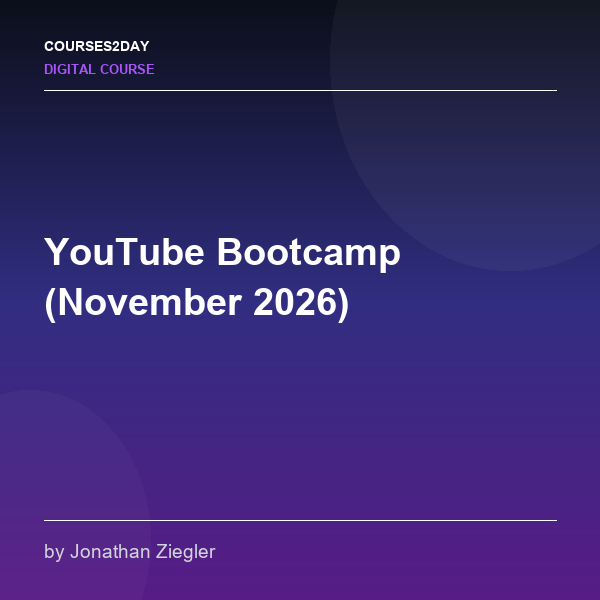 COURSES2DAY
DIGITAL COURSE
YouTube Bootcamp
(November 2026)
by Jonathan Ziegler